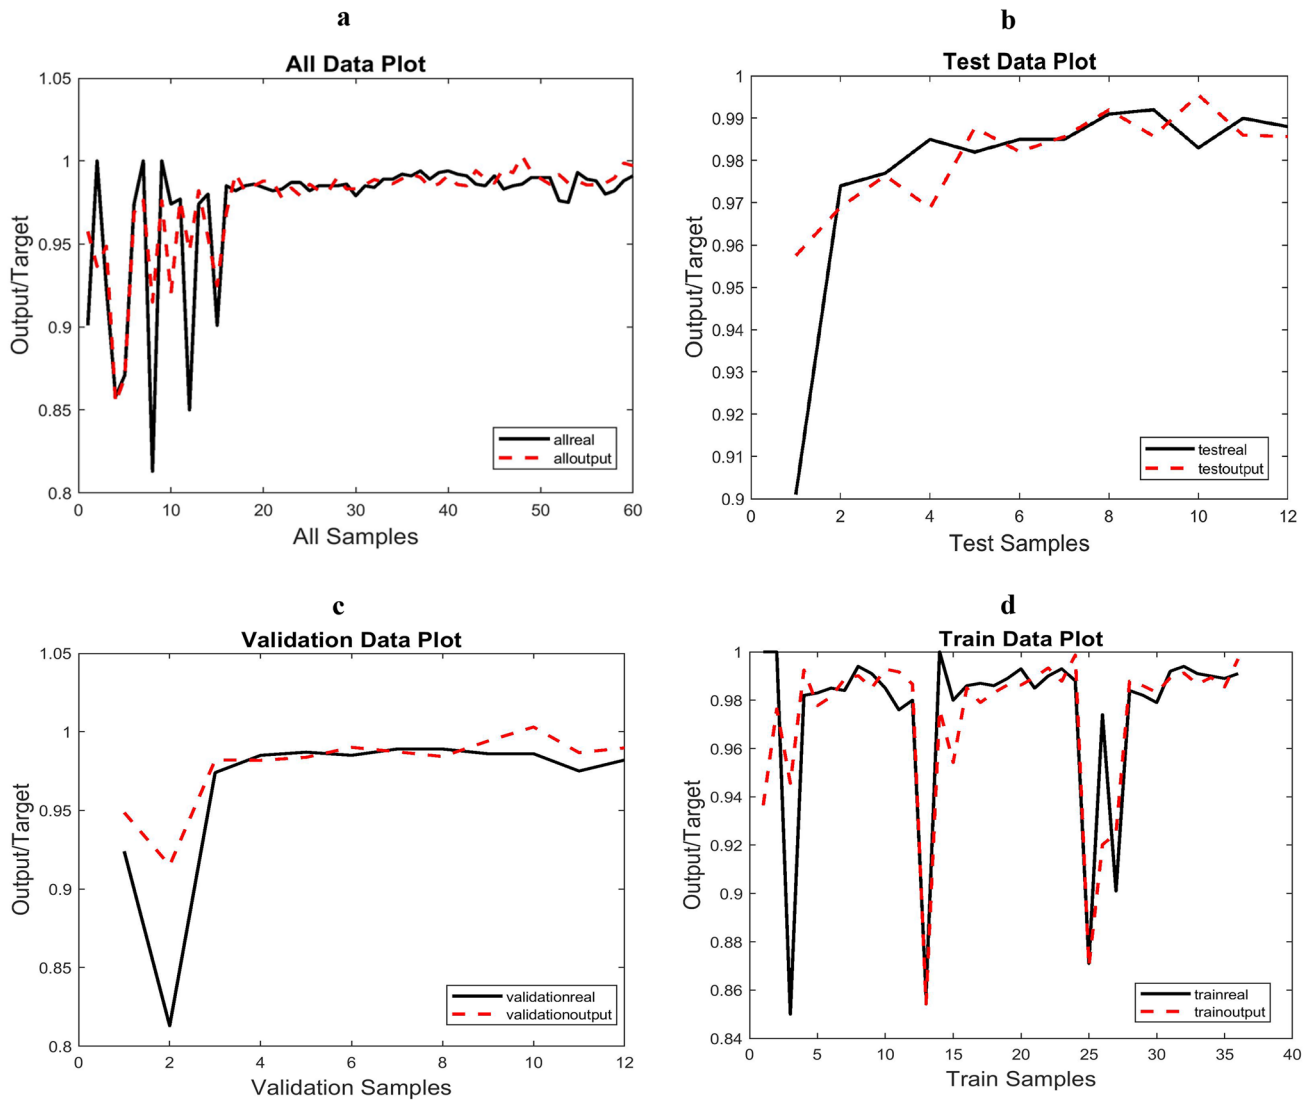 a
All Data Plot
1.05
1
0.95
0.9
0.85
0.8
Output/Target
allreal
alloutput
0 10 20 30 40 50 60
All Samples
b
Test Data Plot
1
0.99
0.98
0.97
0.96
0.95
0.94
0.93
0.92
0.91
0.9
Output/Target
testreal
testoutput
0 2 4 6 8 10 12
Test Samples
c
Validation Data Plot
1.05
1
0.95
0.9
0.85
0.8
Output/Target
validationreal
validationoutput
0 2 4 6 8 10 12
Validation Samples
d
Train Data Plot
1
0.98
0.96
0.94
0.92
0.9
0.88
0.86
0.84
Output/Target
trainreal
trainoutput
0 5 10 15 20 25 30 35 40
Train Samples